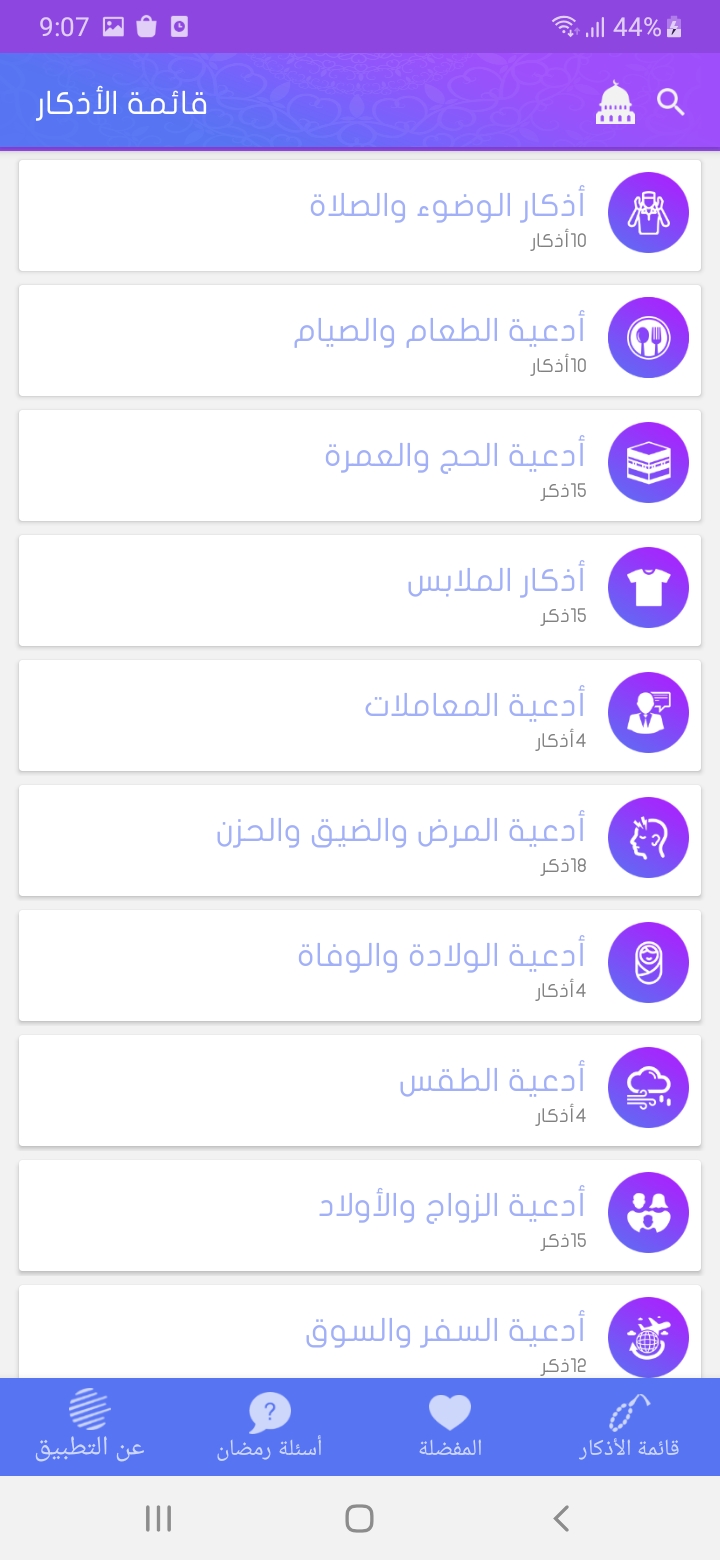 9:07 44%
قائمة الأذكار
أذكار الوضوء والصلاة
10أذكار
أدعية الطعام والصيام
10أذكار
أدعية الحج والعمرة
15ذكر
أذكار الملابس
15ذكر
أدعية المعاملات
4أذكار
أدعية المرض والضيق والحزن
18ذكر
أدعية الولادة والوفاة
4أذكار
أدعية الطقس
4أذكار
أدعية الزواج والأولاد
15ذكر
أدعية السفر والسوق
12ذكر
قائمة الأذكار المفضلة أسئلة رمضان عن التطبيق